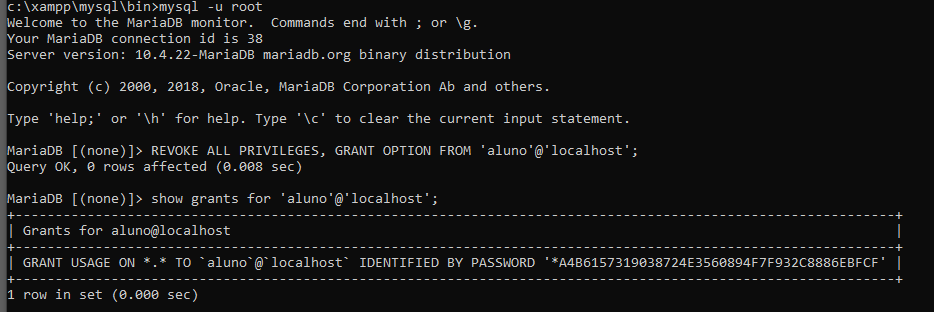 c:\xampp\mysql\bin>mysql -u root
Welcome to the MariaDB monitor.  Commands end with ; or \g.
Your MariaDB connection id is 38
Server version: 10.4.22-MariaDB mariadb.org binary distribution
Copyright (c) 2000, 2018, Oracle, MariaDB Corporation Ab and others.
Type 'help;' or '\h' for help. Type '\c' to clear the current input statement.
MariaDB [(none)]> REVOKE ALL PRIVILEGES, GRANT OPTION FROM 'aluno'@'localhost';
Query OK, 0 rows affected (0.008 sec)
MariaDB [(none)]> show grants for 'aluno'@'localhost';
+--------------------------------------------------------------------------------------------------------------+
| Grants for aluno@localhost                                                                                   |
+--------------------------------------------------------------------------------------------------------------+
| GRANT USAGE ON *.* TO `aluno`@`localhost` IDENTIFIED BY PASSWORD '*A4B6157319038724E3560894F7F932C8886EBFCF' |
+--------------------------------------------------------------------------------------------------------------+
1 row in set (0.000 sec)